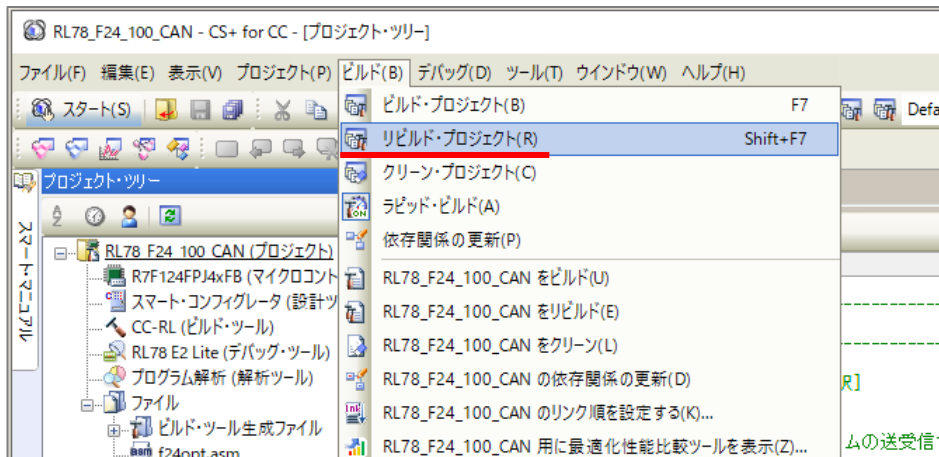 RL78_F24_100_CAN - CS+ for CC - [プロジェクト・ツリー]
ファイル(F) 編集(E) 表示(V) プロジェクト(P) ビルド(B) デバッグ(D) ツール(T) ウインドウ(W) ヘルプ(H)
スタート(S)
ビルド・プロジェクト(B) F7
リビルド・プロジェクト(R) Shift+F7
クリーン・プロジェクト(C)
ラピッド・ビルド(A)
依存関係の更新(P)
RL78_F24_100_CAN をビルド(U)
RL78_F24_100_CAN をリビルド(E)
RL78_F24_100_CAN をクリーン(L)
RL78_F24_100_CAN の依存関係の更新(D)
RL78_F24_100_CAN のリンク順を設定する(K)...
RL78_F24_100_CAN 用に最適化性能比較ツールを表示(Z)...
Defa
スマート・マニュアル
プロジェクト・ツリー
RL78_F24_100_CAN (プロジェクト)
R7F124FPJ4xFB (マイクロコント
スマート・コンフィグレータ (設計ツ
CC-RL (ビルド・ツール)
RL78 E2 Lite (デバッグ・ツール)
プログラム解析 (解析ツール)
ファイル
ビルド・ツール生成ファイル
f24opt.asm
ムの送受信